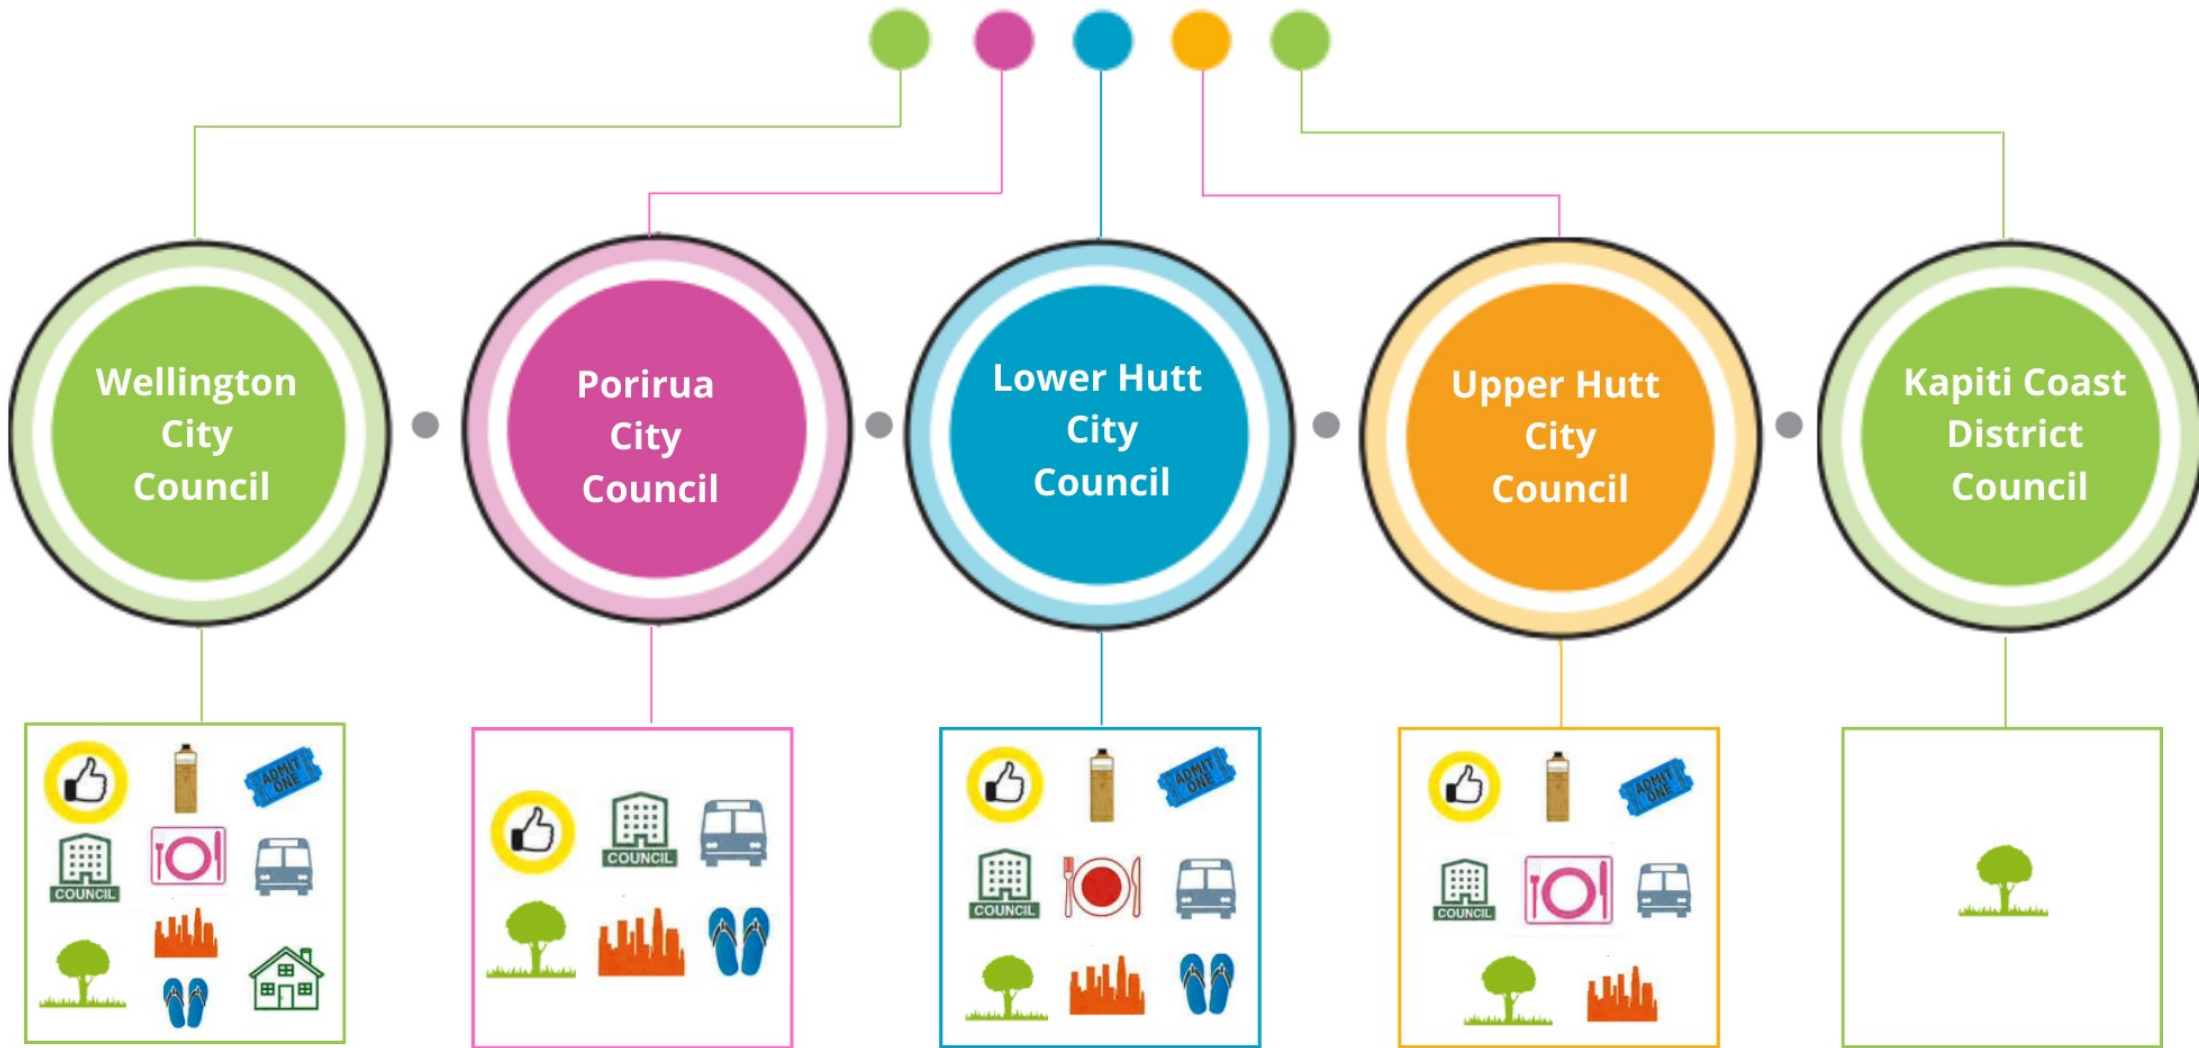 Wellington
City
Council
Porirua
City
Council
Lower Hutt
City
Council
Upper Hutt
City
Council
Kapiti Coast
District
Council
ADMIT
ONE
COUNCIL
COUNCIL
ADMIT
ONE
COUNCIL
ADMIT
ONE
COUNCIL